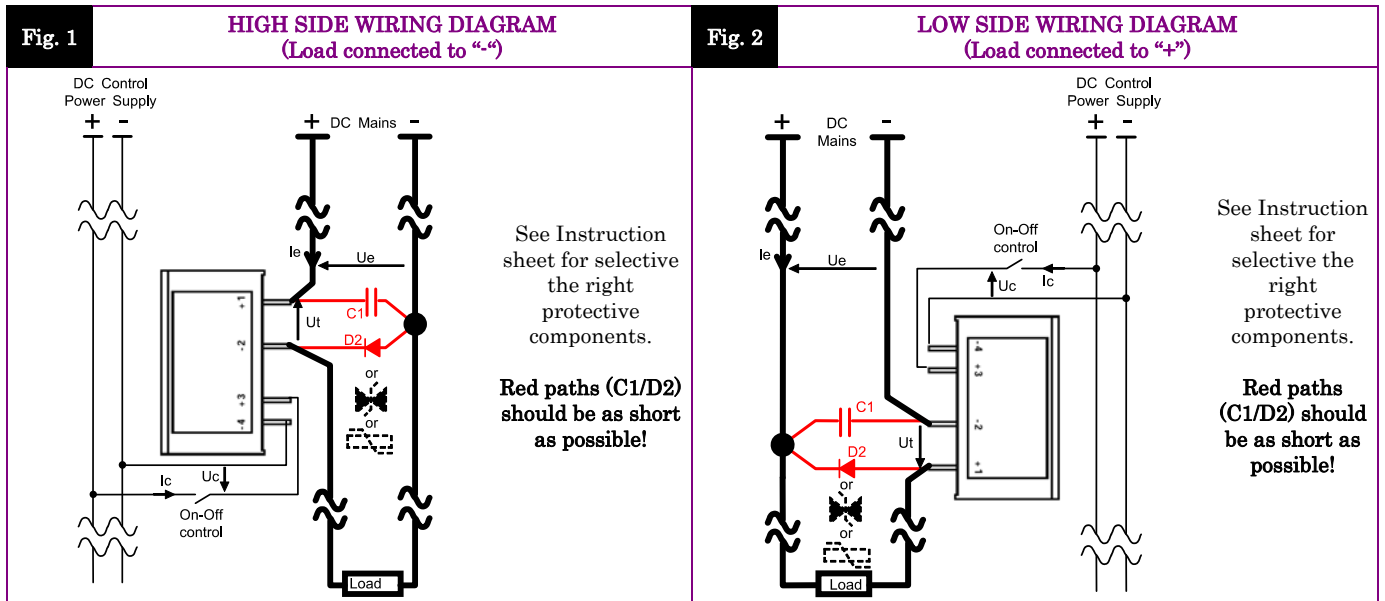 Fig. 1
HIGH SIDE WIRING DIAGRAM
(Load connected to “-“)
DC Control
Power Supply
+ -
+ DC Mains -
Ie
Ue
+1
C1
Ut
-2
D2
or
+3
or
-4
Ic
Uc
On-Off
control
Load
See Instruction
sheet for selective
the right
protective
components.
Red paths (C1/D2)
should be as short
as possible!
Fig. 2
LOW SIDE WIRING DIAGRAM
(Load connected to “+”)
DC Control
Power Supply
+ -
+ DC -
Mains
On-Off
control
Ie
Ue
Uc
Ic
-4
+3
C1
-2
Ut
D2
+1
or
or
Load
See Instruction
sheet for
selective the
right
protective
components.
Red paths
(C1/D2) should
be as short as
possible!